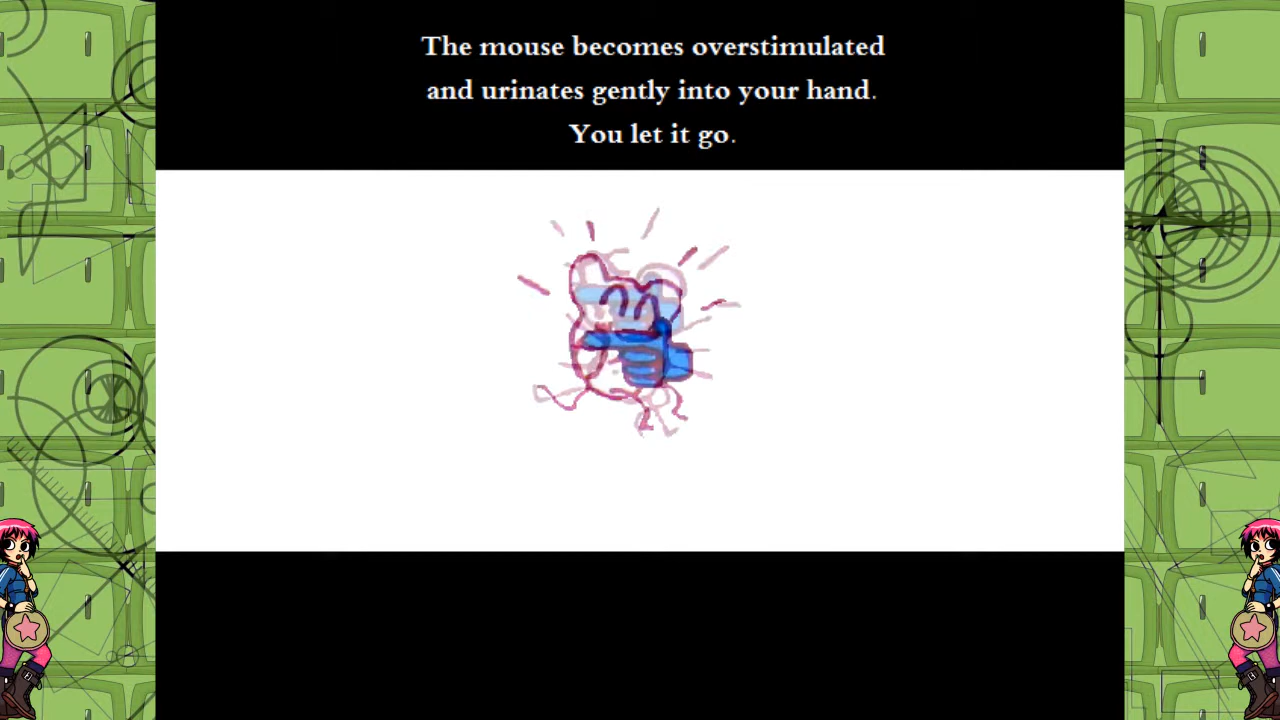 The mouse becomes overstimulated
and urinates gently into your hand.
You let it go.